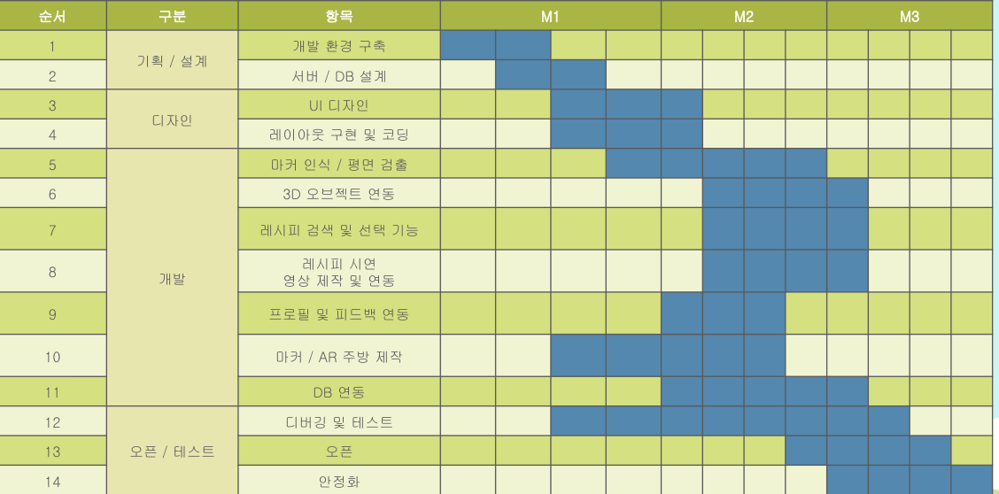 순서 구분 항목 M1 M2 M3
1 기획 / 설계 개발 환경 구축
2 서버 / DB 설계
3 디자인 UI 디자인
4 레이아웃 구현 및 코딩
5 개발 마커 인식 / 평면 검출
6 3D 오브젝트 연동
7 레시피 검색 및 선택 기능
8 레시피 시연
영상 제작 및 연동
9 프로필 및 피드백 연동
10 마커 / AR 주방 제작
11 DB 연동
12 오픈 / 테스트 디버깅 및 테스트
13 오픈
14 안정화